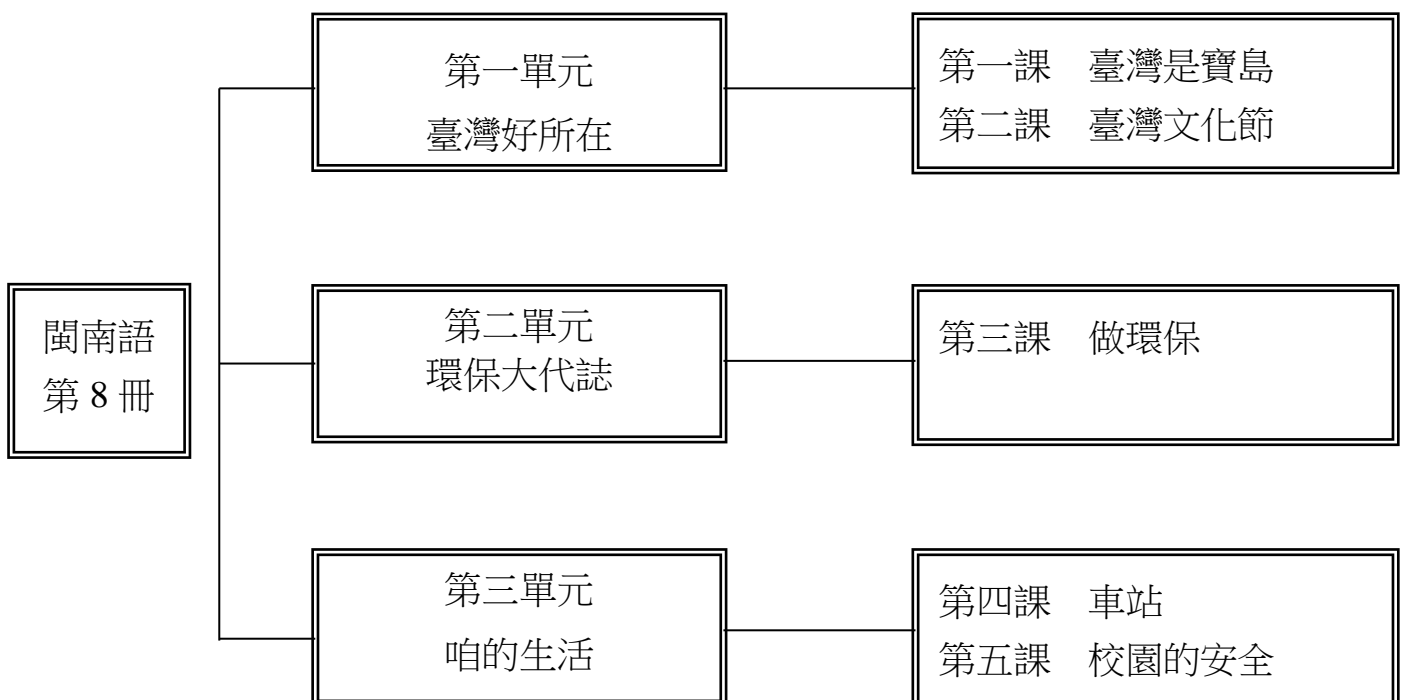 閩南語
第 8 冊
第一單元
臺灣好所在
第一課 臺灣是寶島
第二課 臺灣文化節
第二單元
環保大代誌
第三課 做環保
第三單元
咱的生活
第四課 車站
第五課 校園的安全